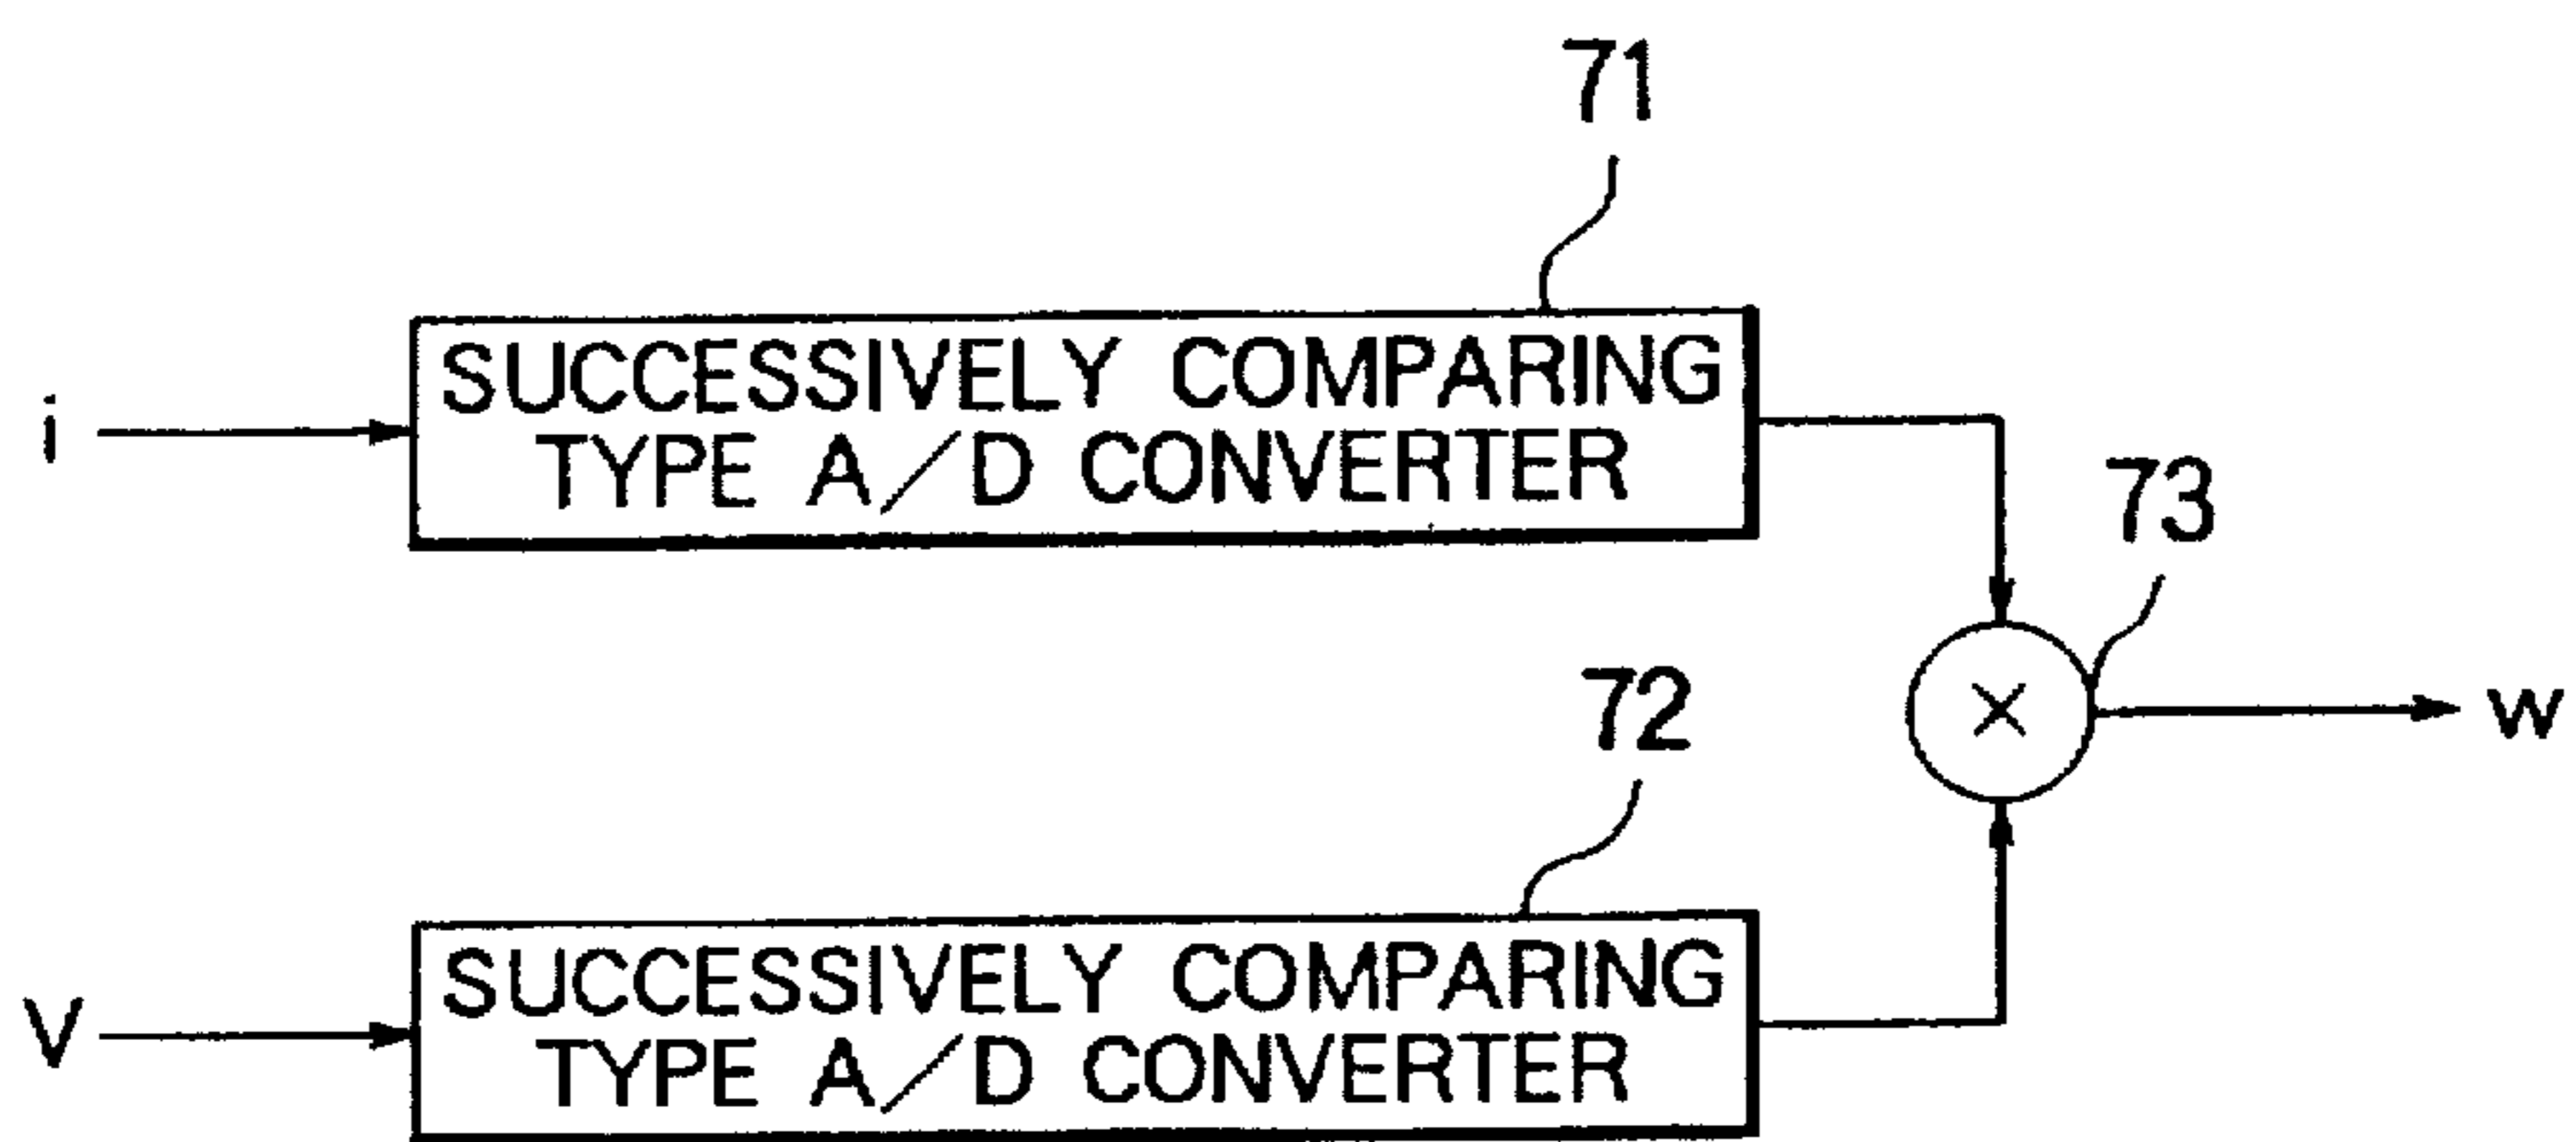 71
i
SUCCESSIVELY COMPARING
TYPE A/D CONVERTER
73
×
w
72
V
SUCCESSIVELY COMPARING
TYPE A/D CONVERTER